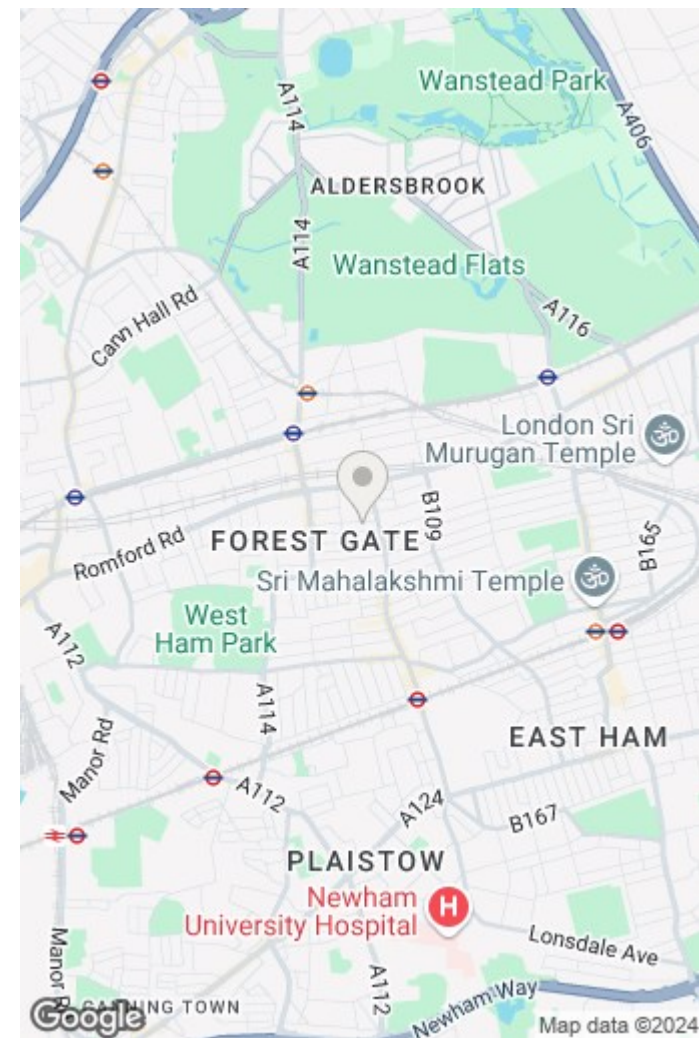 Wanstead Park
A114
A406
ALDERSBROOK
A114
Wanstead Flats
A116
Cann Hall Rd
London Sri
Murugan Temple
B109
B165
Romford Rd
FOREST GATE
Sri Mahalakshmi Temple
West
Ham Park
A112
A114
Manor Rd
EAST HAM
A112
A124
B167
PLAISTOW
Newham
University Hospital
H
Lonsdale Ave
Manor R
A112
CANNING TOWN
Newham Way
Google
Map data ©2024